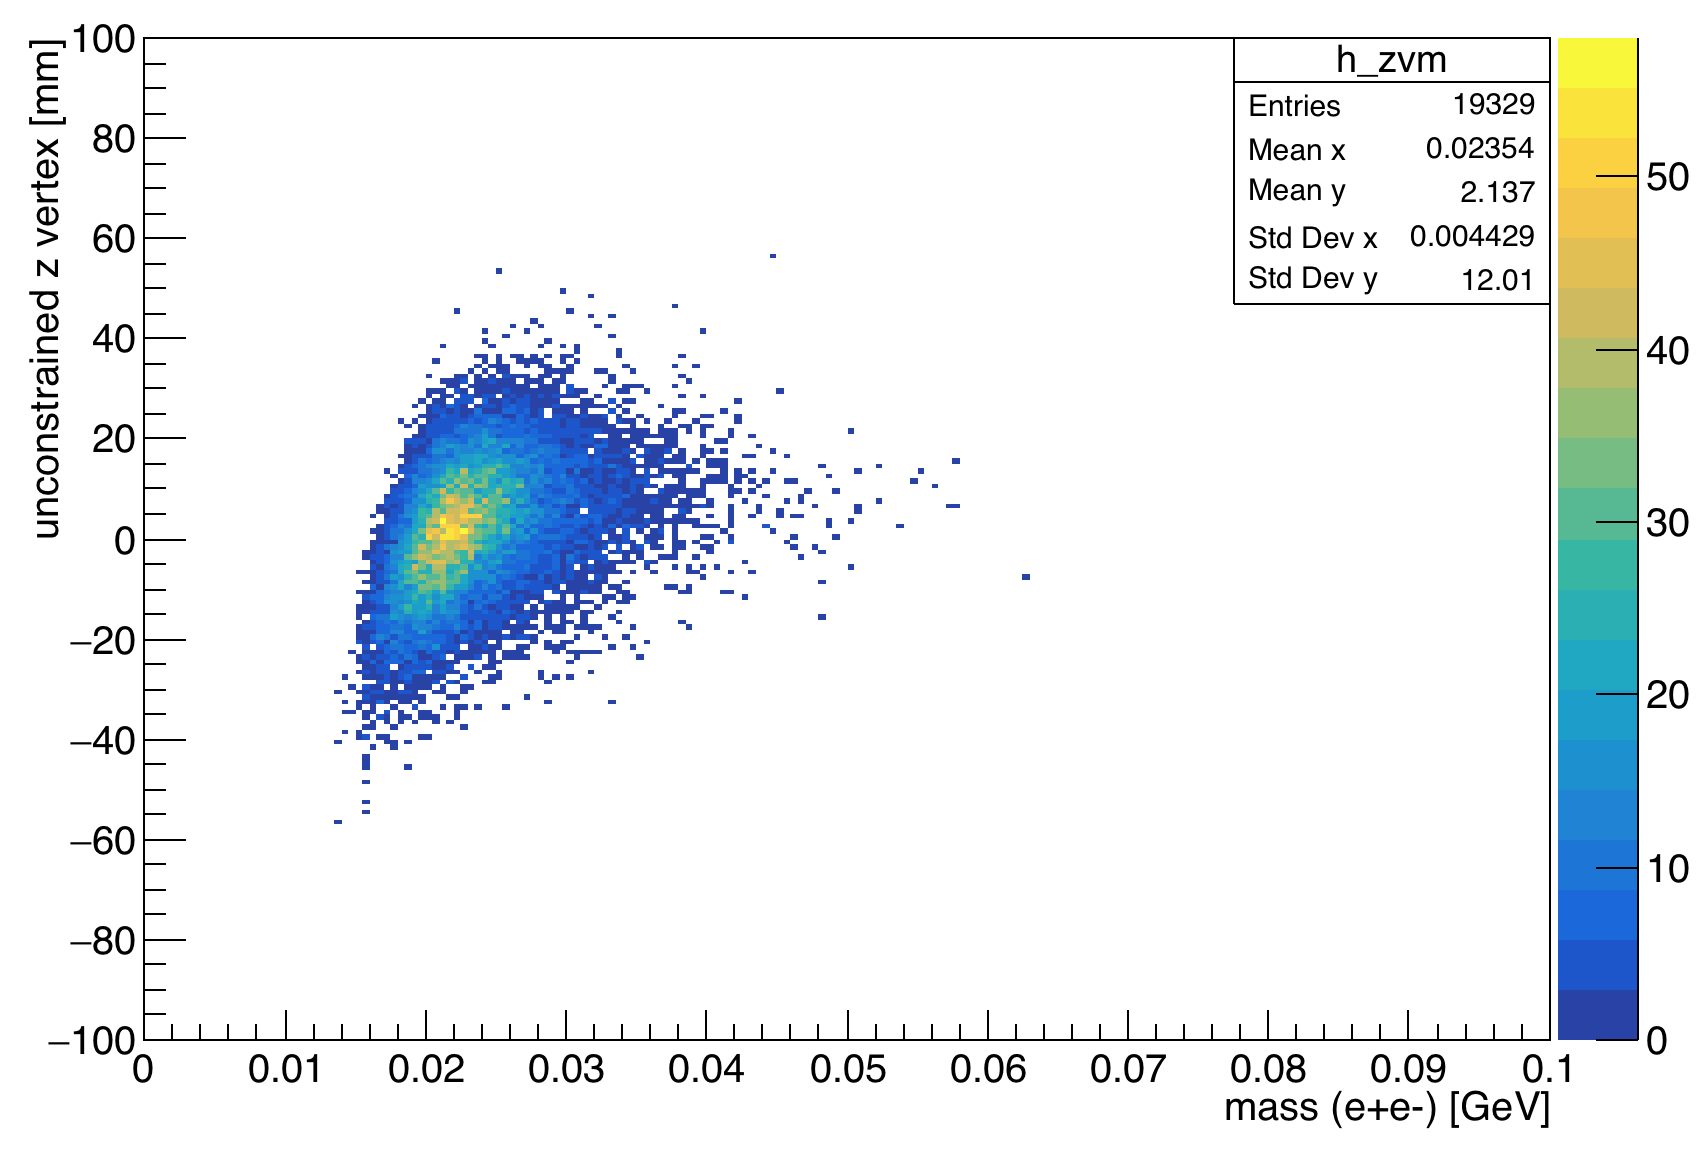 unconstrained z vertex [mm]
100
80
60
40
20
0
−20
−40
−60
−80
−100
0 0.01 0.02 0.03 0.04 0.05 0.06 0.07 0.08 0.09 0.1
mass (e+e-) [GeV]
h_zvm
Entries 19329
Mean x 0.02354
Mean y 2.137
Std Dev x 0.004429
Std Dev y 12.01
50
40
30
20
10
0